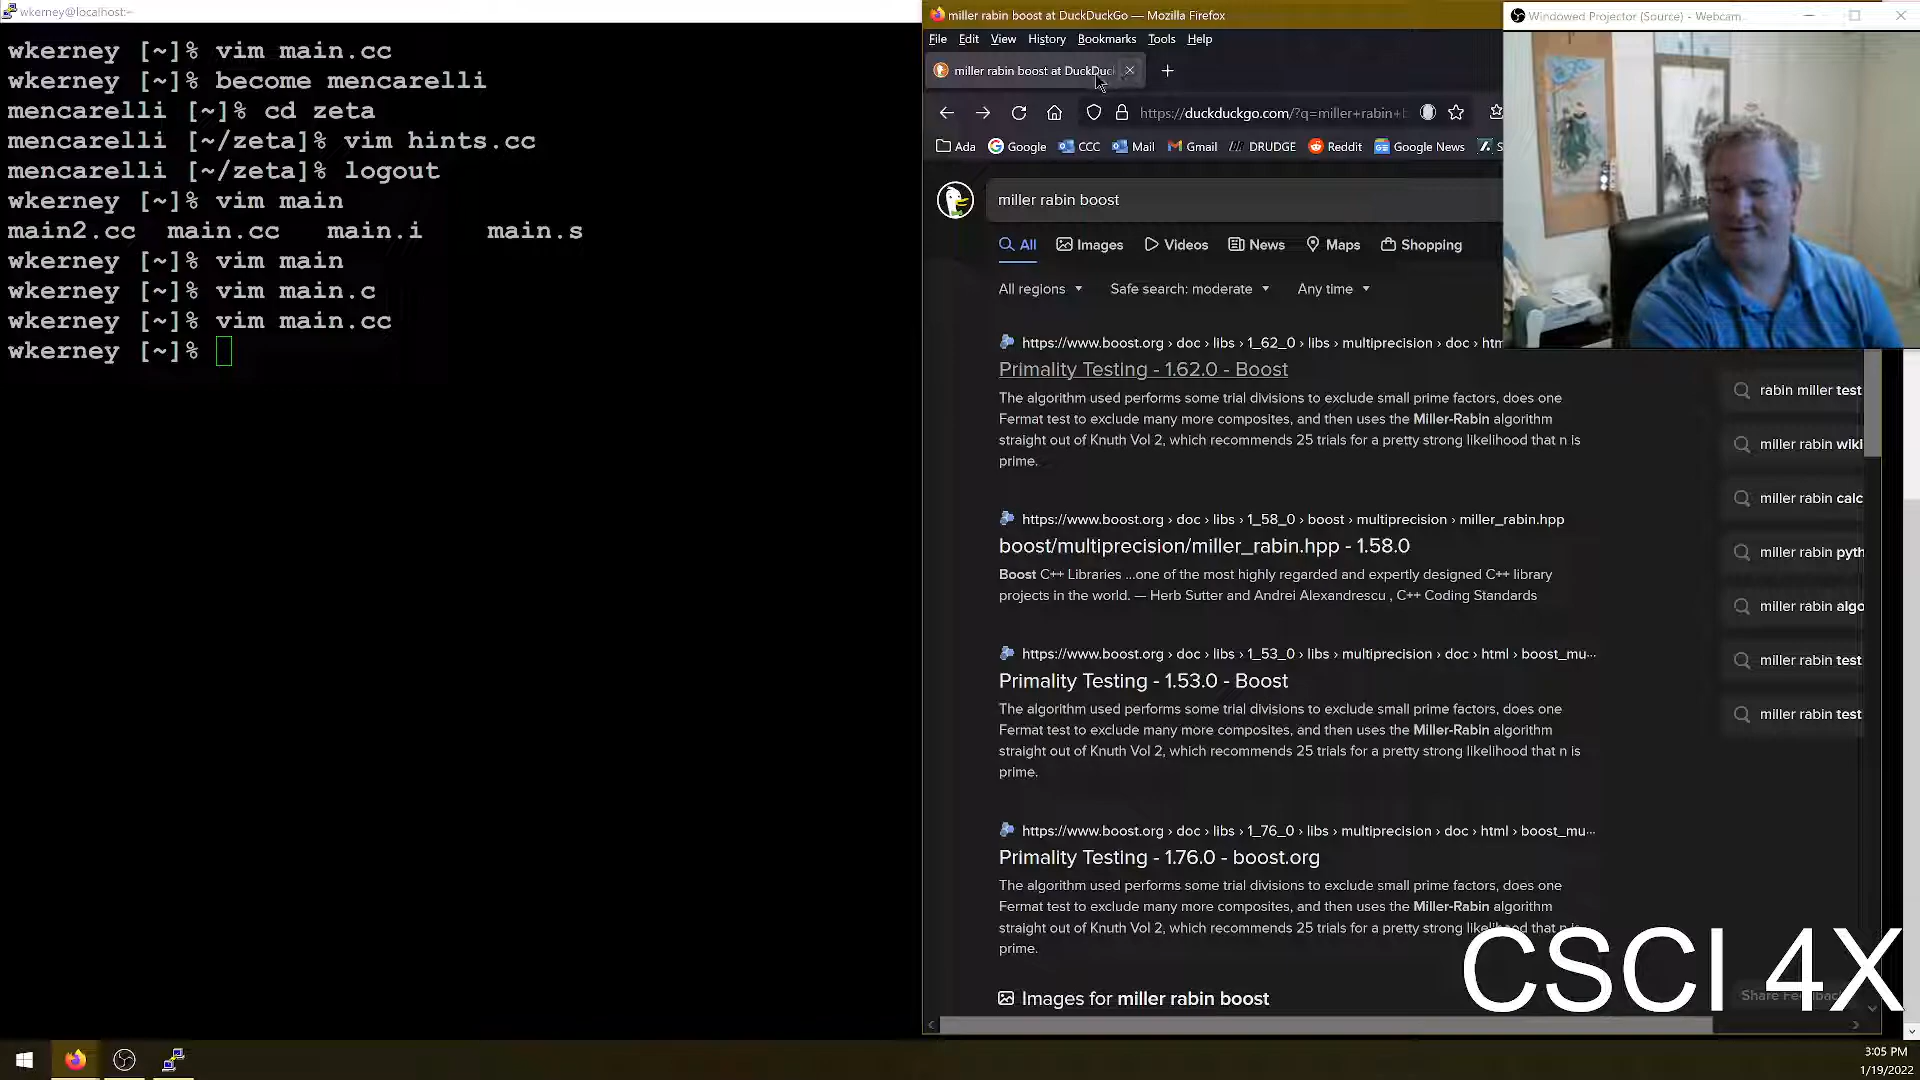 wkerney@localhost:~
wkerney [~]% vim main.cc
wkerney [~]% become mencarelli
mencarelli [~]% cd zeta
mencarelli [~/zeta]% vim hints.cc
mencarelli [~/zeta]% logout
wkerney [~]% vim main
main2.cc main.cc main.i main.s
wkerney [~]% vim main
wkerney [~]% vim main.c
wkerney [~]% vim main.cc
wkerney [~]%
miller rabin boost at DuckDuckGo — Mozilla Firefox
File Edit View History Bookmarks Tools Help
miller rabin boost at DuckDuc
https://duckduckgo.com/?q=miller+rabin+b
Ada Google CCC Mail Gmail DRUDGE Reddit Google News S
miller rabin boost
All Images Videos News Maps Shopping
All regions Safe search: moderate Any time
https://www.boost.org › doc › libs › 1_62_0 › libs › multiprecision › doc › htm
Primality Testing - 1.62.0 - Boost
The algorithm used performs some trial divisions to exclude small prime factors, does one
Fermat test to exclude many more composites, and then uses the Miller-Rabin algorithm
straight out of Knuth Vol 2, which recommends 25 trials for a pretty strong likelihood that n is
prime.
https://www.boost.org › doc › libs › 1_58_0 › boost › multiprecision › miller_rabin.hpp
boost/multiprecision/miller_rabin.hpp - 1.58.0
Boost C++ Libraries ...one of the most highly regarded and expertly designed C++ library
projects in the world. — Herb Sutter and Andrei Alexandrescu , C++ Coding Standards
https://www.boost.org › doc › libs › 1_53_0 › libs › multiprecision › doc › html › boost_mu...
Primality Testing - 1.53.0 - Boost
The algorithm used performs some trial divisions to exclude small prime factors, does one
Fermat test to exclude many more composites, and then uses the Miller-Rabin algorithm
straight out of Knuth Vol 2, which recommends 25 trials for a pretty strong likelihood that n is
prime.
https://www.boost.org › doc › libs › 1_76_0 › libs › multiprecision › doc › html › boost_mu...
Primality Testing - 1.76.0 - boost.org
The algorithm used performs some trial divisions to exclude small prime factors, does one
Fermat test to exclude many more composites, and then uses the Miller-Rabin algorithm
straight out of Knuth Vol 2, which recommends 25 trials for a pretty strong likelihood that n is
prime.
Images for miller rabin boost
Windowed Projector (Source) - Webcam
rabin miller test
miller rabin wiki
miller rabin calc
miller rabin pyth
miller rabin algo
miller rabin test
miller rabin test
Share Feedback
CSCI 4X
3:05 PM
1/19/2022